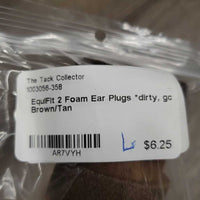 The Tack Collector
1003056-358
EquiFit 2 Foam Ear Plugs *dirty, gc
Brown/Tan
L
$6.25
AR7VYH